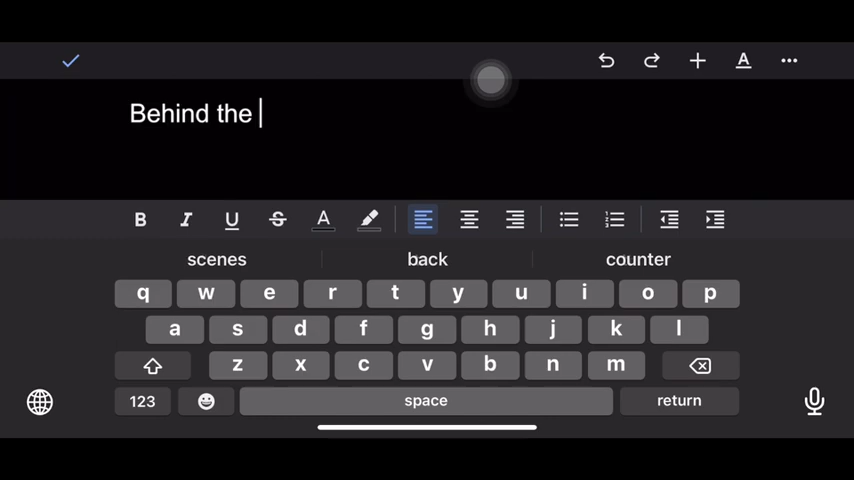 A
Behind the
B I U S A
scenes back counter
q w e r t y u i o p
a s d f g h j k l
z x c v b n m
123 space return